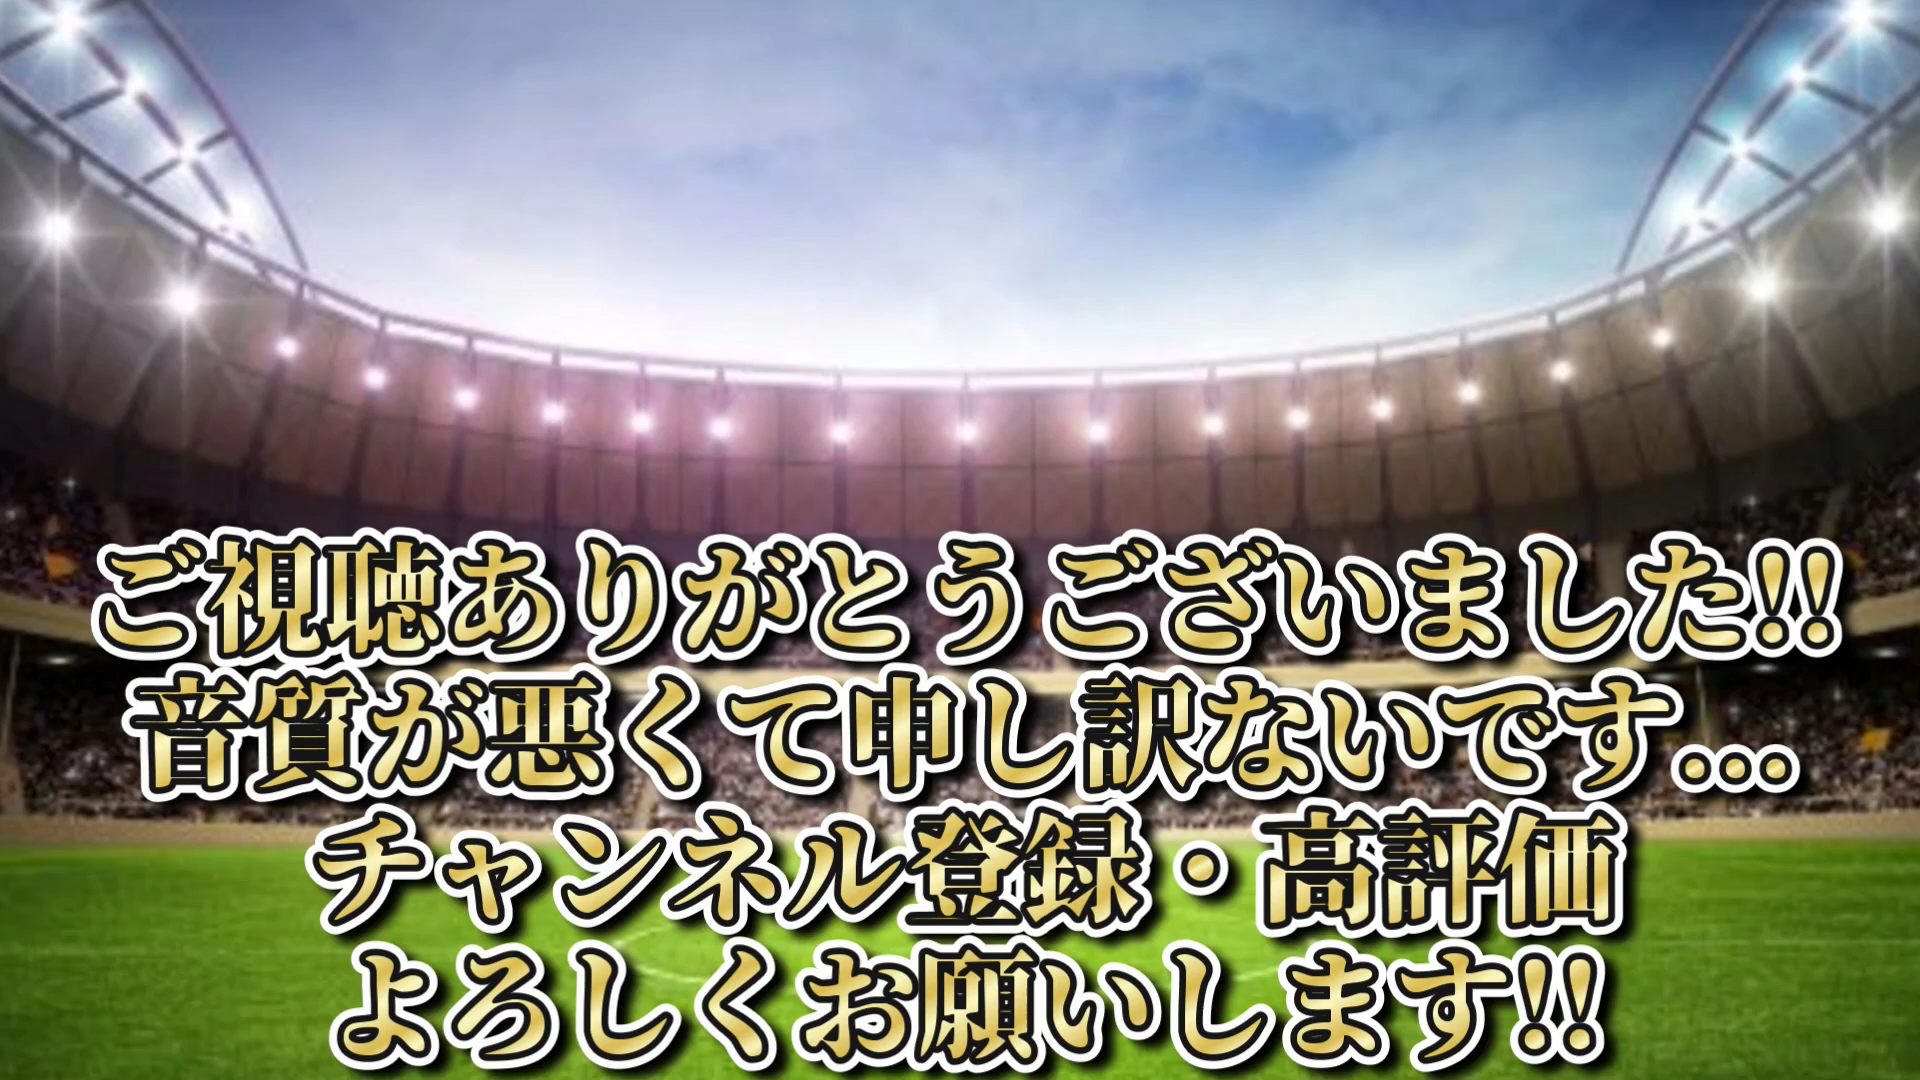 ご視聴ありがとうございました!!
音質が悪くて申し訳ないです...
チャンネル登録・高評価
よろしくお願いします!!